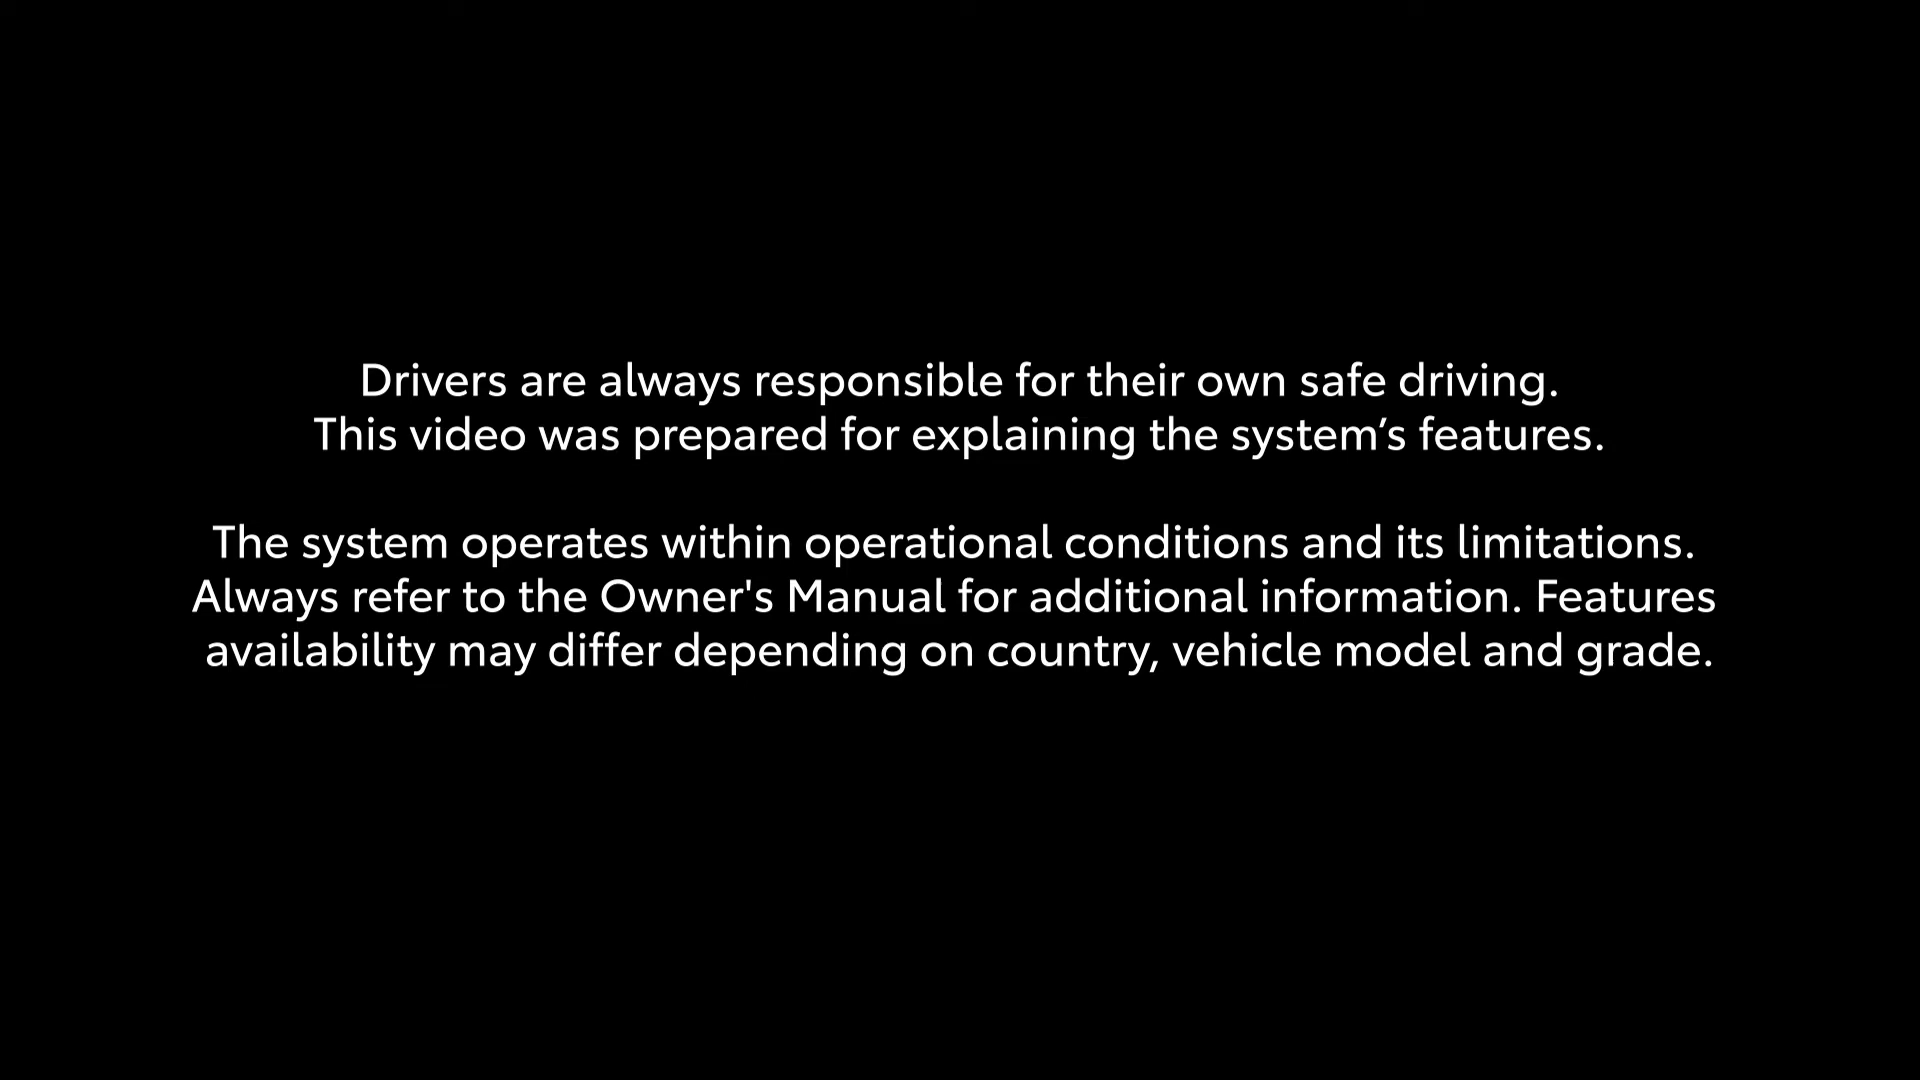 Drivers are always responsible for their own safe driving.
This video was prepared for explaining the system’s features.
The system operates within operational conditions and its limitations.
Always refer to the Owner's Manual for additional information. Features
availability may differ depending on country, vehicle model and grade.